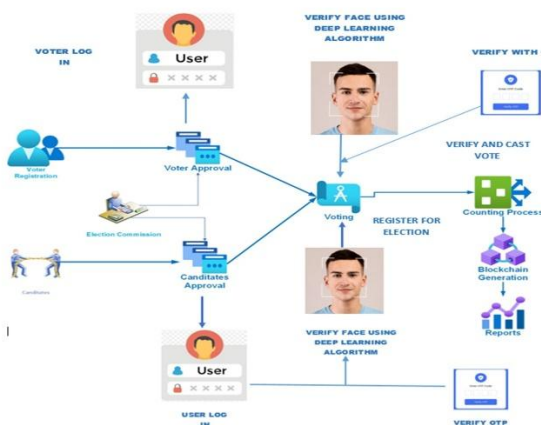 VOTER LOG
IN
User
VERIFY FACE USING
DEEP LEARNING
ALGORITHM
VERIFY WITH
Voter
Registration
Voter Approval
VERIFY AND CAST
VOTE
Voting
Counting Process
REGISTER FOR
ELECTION
Election Commission
Canditates
Approval
Blockchain
Generation
Reports
VERIFY FACE USING
DEEP LEARNING
ALGORITHM
User
USER LOG
IN
VERIFY OTP